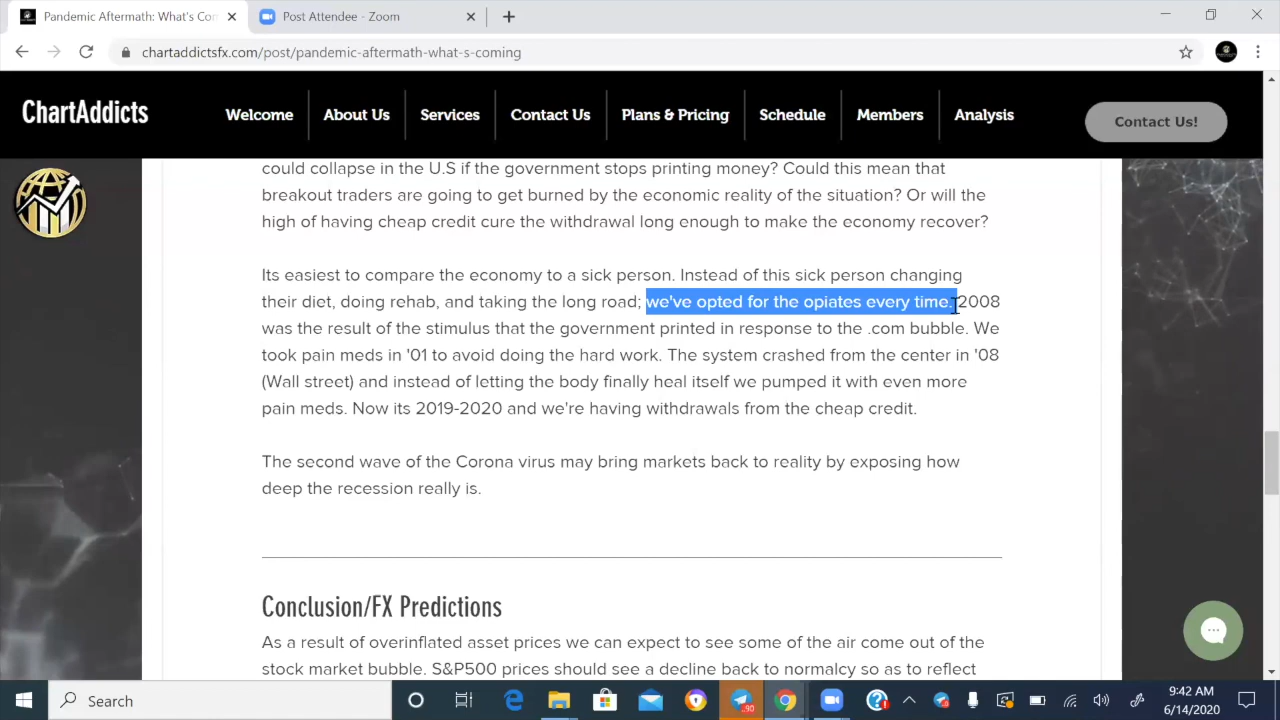 Pandemic Aftermath: What's Con
Post Attendee - Zoom
chartaddictsfx.com/post/pandemic-aftermath-what-s-coming
ChartAddicts
Welcome
About Us
Services
Contact Us
Plans & Pricing
Schedule
Members
Analysis
Contact Us!
could collapse in the U.S if the government stops printing money? Could this mean that
breakout traders are going to get burned by the economic reality of the situation? Or will the
high of having cheap credit cure the withdrawal long enough to make the economy recover?
Its easiest to compare the economy to a sick person. Instead of this sick person changing
their diet, doing rehab, and taking the long road; we've opted for the opiates every time. 2008
was the result of the stimulus that the government printed in response to the .com bubble. We
took pain meds in '01 to avoid doing the hard work. The system crashed from the center in '08
(Wall street) and instead of letting the body finally heal itself we pumped it with even more
pain meds. Now its 2019-2020 and we're having withdrawals from the cheap credit.
The second wave of the Corona virus may bring markets back to reality by exposing how
deep the recession really is.
Conclusion/FX Predictions
As a result of overinflated asset prices we can expect to see some of the air come out of the
stock market bubble. S&P500 prices should see a decline back to normalcy so as to reflect
Search
.90
9:42 AM
6/14/2020